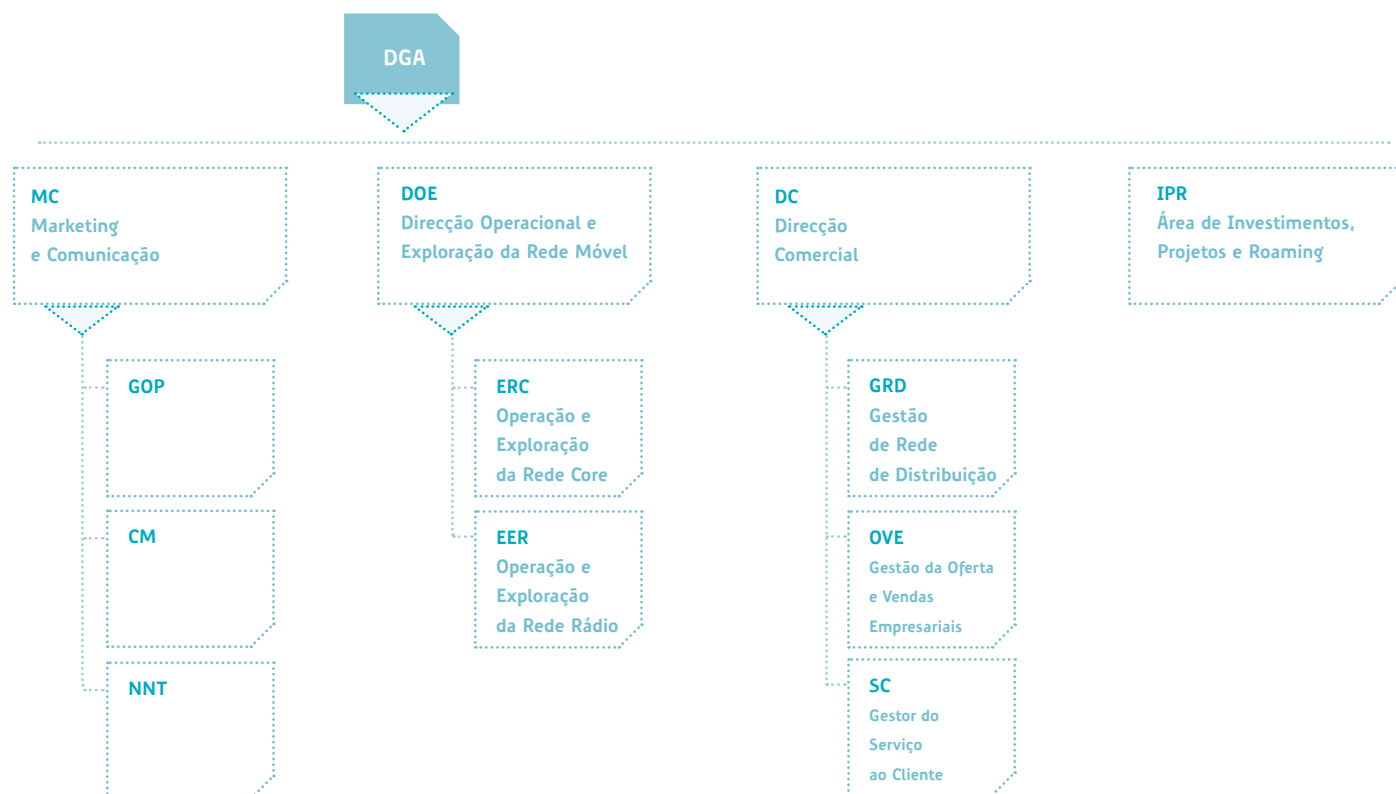 DGA
MC
Marketing
e Comunicação
DOE
Direcção Operacional e
Exploração da Rede Móvel
DC
Direcção
Comercial
IPR
Área de Investimentos,
Projetos e Roaming
GOP
CM
NNT
ERC
Operação e
Exploração
da Rede Core
EER
Operação e
Exploração
da Rede Rádio
GRD
Gestão
de Rede
de Distribuição
OVE
Gestão da Oferta
e Vendas
Empresariais
SC
Gestor do
Serviço
ao Cliente